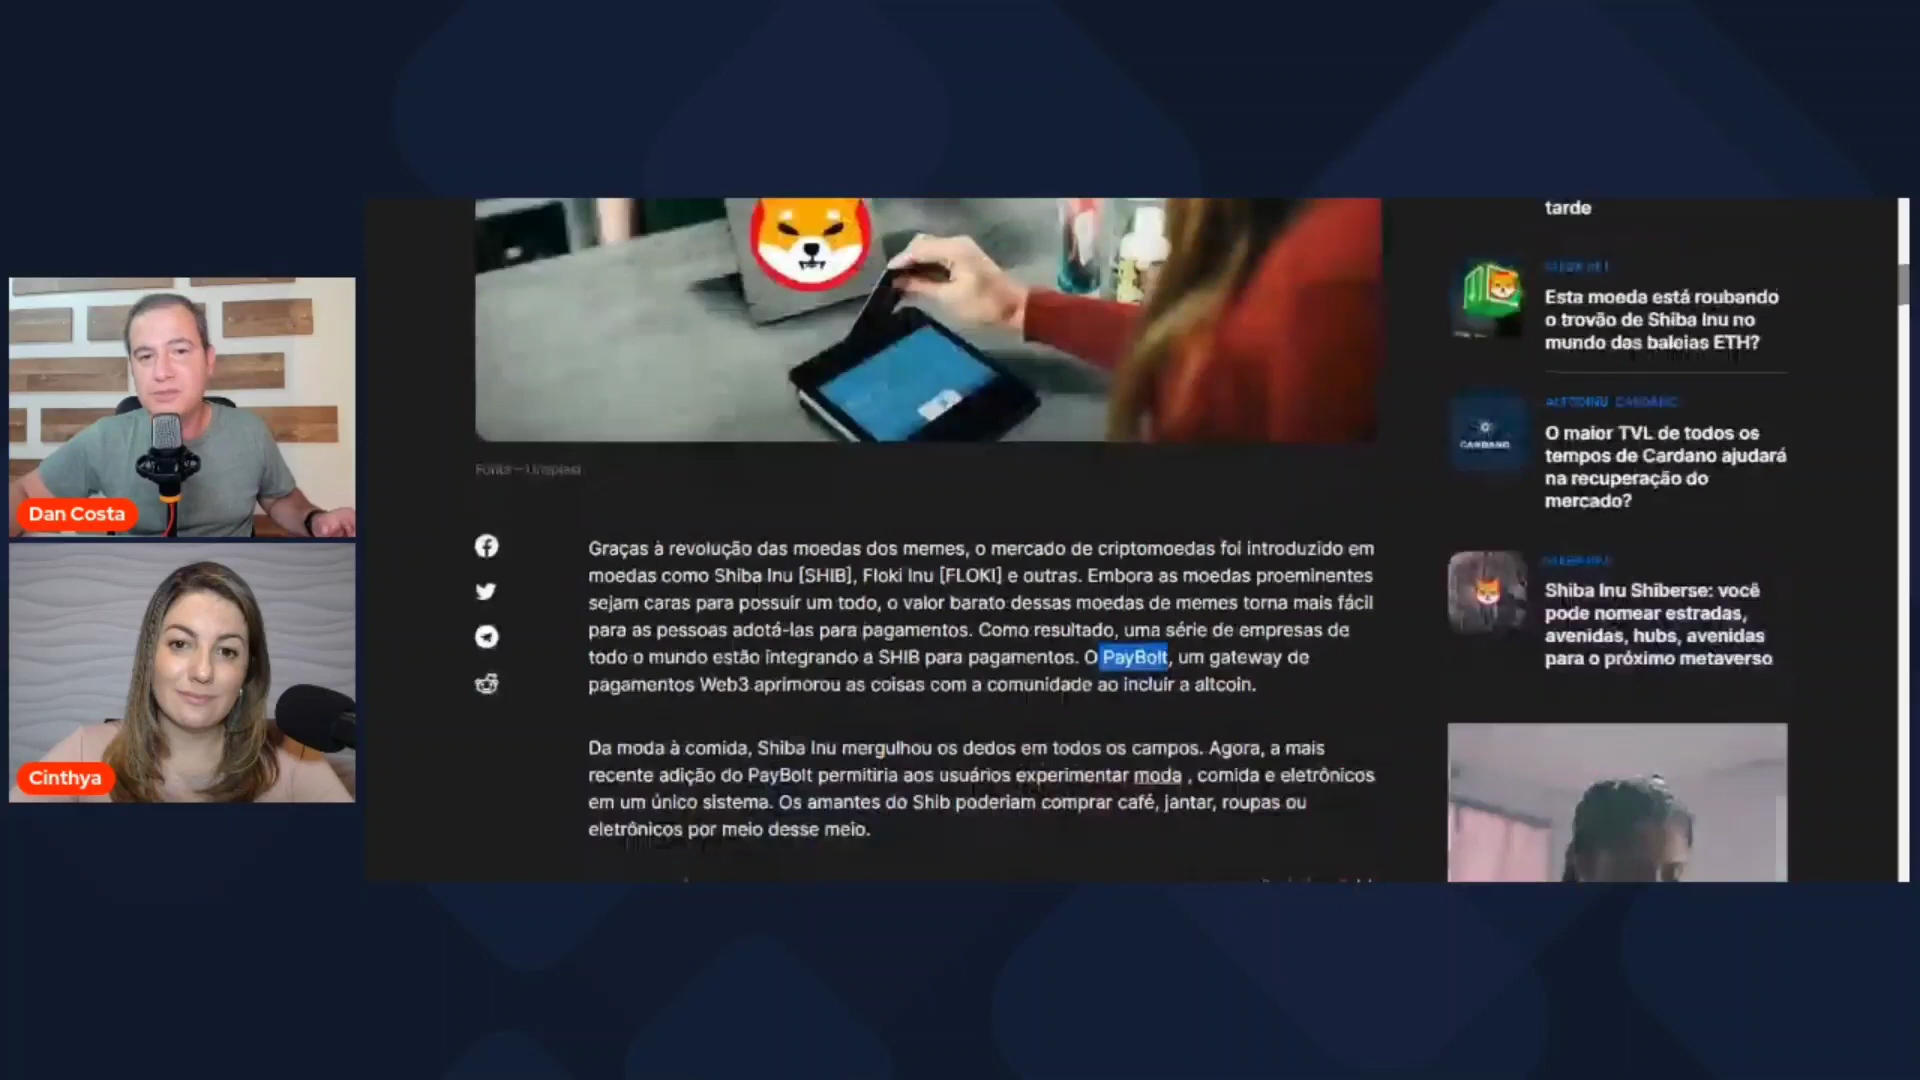 Dan Costa
Cinthya
Graças à revolução das moedas dos memes, o mercado de criptomoedas foi introduzido em
moedas como Shiba Inu [SHIB], Floki Inu [FLOKI] e outras. Embora as moedas proeminentes
sejam caras para possuir um todo, o valor barato dessas moedas de memes torna mais fácil
para as pessoas adotá-las para pagamentos. Como resultado, uma série de empresas de
todo o mundo estão integrando a SHIB para pagamentos. O PayBolt, um gateway de
pagamentos Web3 aprimorou as coisas com a comunidade ao incluir a altcoin.
Da moda à comida, Shiba Inu mergulhou os dedos em todos os campos. Agora, a mais
recente adição do PayBolt permitiria aos usuários experimentar moda , comida e eletrônicos
em um único sistema. Os amantes do Shib poderiam comprar café, jantar, roupas ou
eletrônicos por meio desse meio.
tarde
Esta moeda está roubando
o trovão de Shiba Inu no
mundo das baleias ETH?
CARDANO
O maior TVL de todos os
tempos de Cardano ajudará
na recuperação do
mercado?
Shiba Inu Shiberse: você
pode nomear estradas,
avenidas, hubs, avenidas
para o próximo metaverso